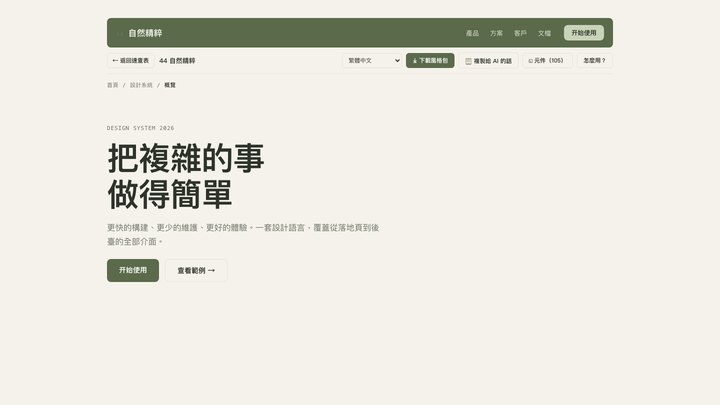 自然精粹
產品 方案 客戶 文檔 开始使用
← 返回速查表 44 自然精粹 繁體中文 ⤓ 下載風格包 📋 複製給 AI 的話 元件（105） 怎麼用？
首頁 / 設計系統 / 概覽
DESIGN SYSTEM 2026
把複雜的事
做得簡單
更快的構建、更少的維護、更好的體驗。一套設計語言，覆蓋從落地頁到後
臺的全部介面。
开始使用 查看範例 →